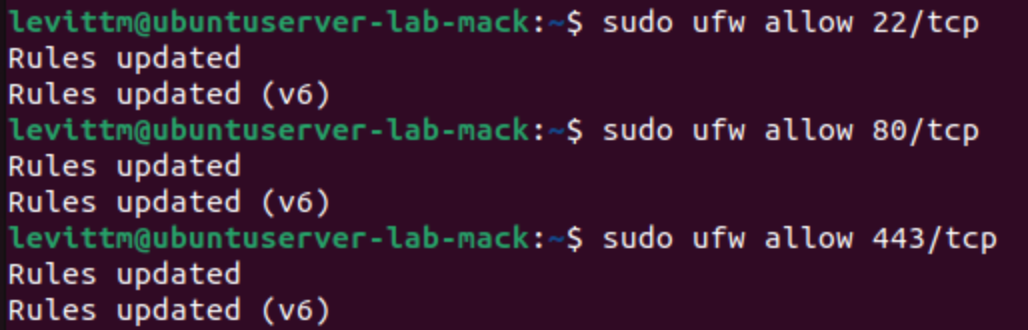 levittm@ubuntuserver-lab-mack:~$ sudo ufw allow 22/tcp
Rules updated
Rules updated (v6)
levittm@ubuntuserver-lab-mack:~$ sudo ufw allow 80/tcp
Rules updated
Rules updated (v6)
levittm@ubuntuserver-lab-mack:~$ sudo ufw allow 443/tcp
Rules updated
Rules updated (v6)